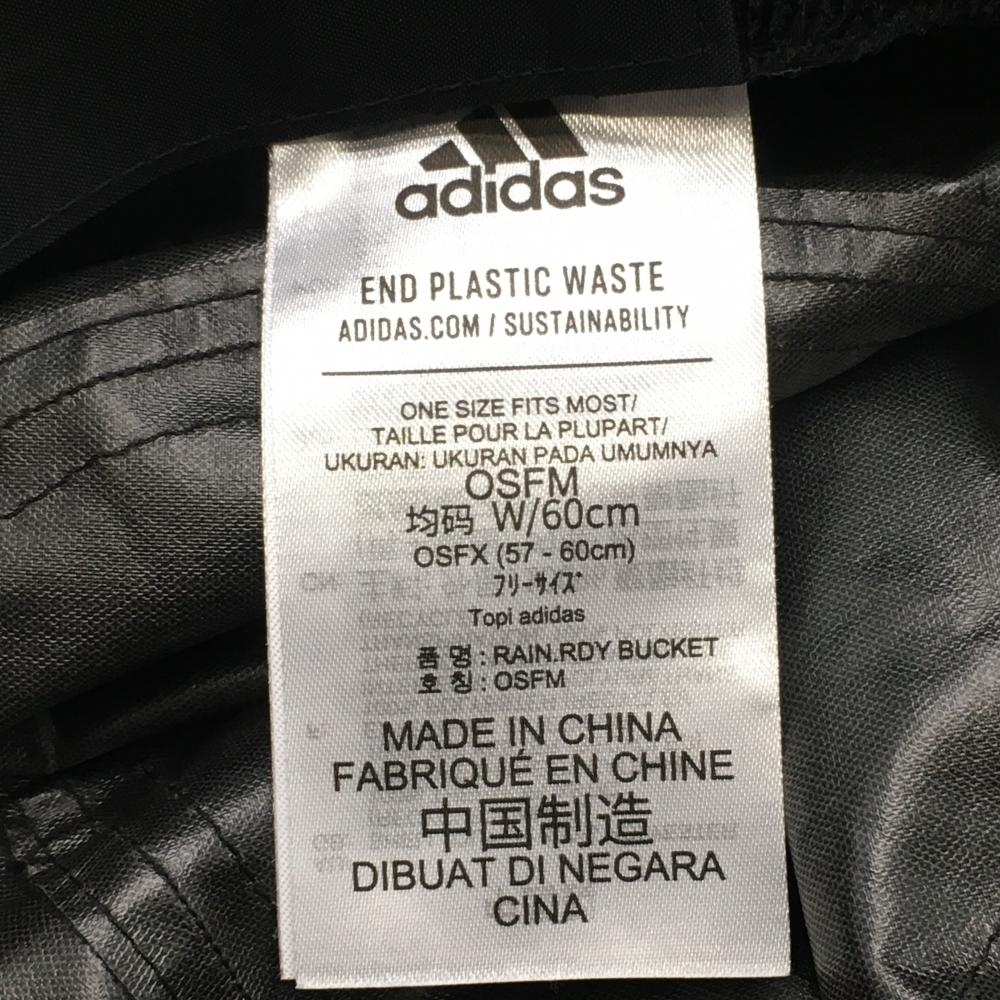 adidas
END PLASTIC WASTE
ADIDAS.COM / SUSTAINABILITY
ONE SIZE FITS MOST/
TAILLE POUR LA PLUPART/
UKURAN: UKURAN PADA UMUMNYA
OSFM
均码 W/60cm
OSFX (57 - 60cm)
ﾌﾘｰｻｲｽﾞ
Topi adidas
품 명 : RAIN.RDY BUCKET
호 칭 : OSFM
MADE IN CHINA
FABRIQUÉ EN CHINE
中国制造
DIBUAT DI NEGARA
CINA